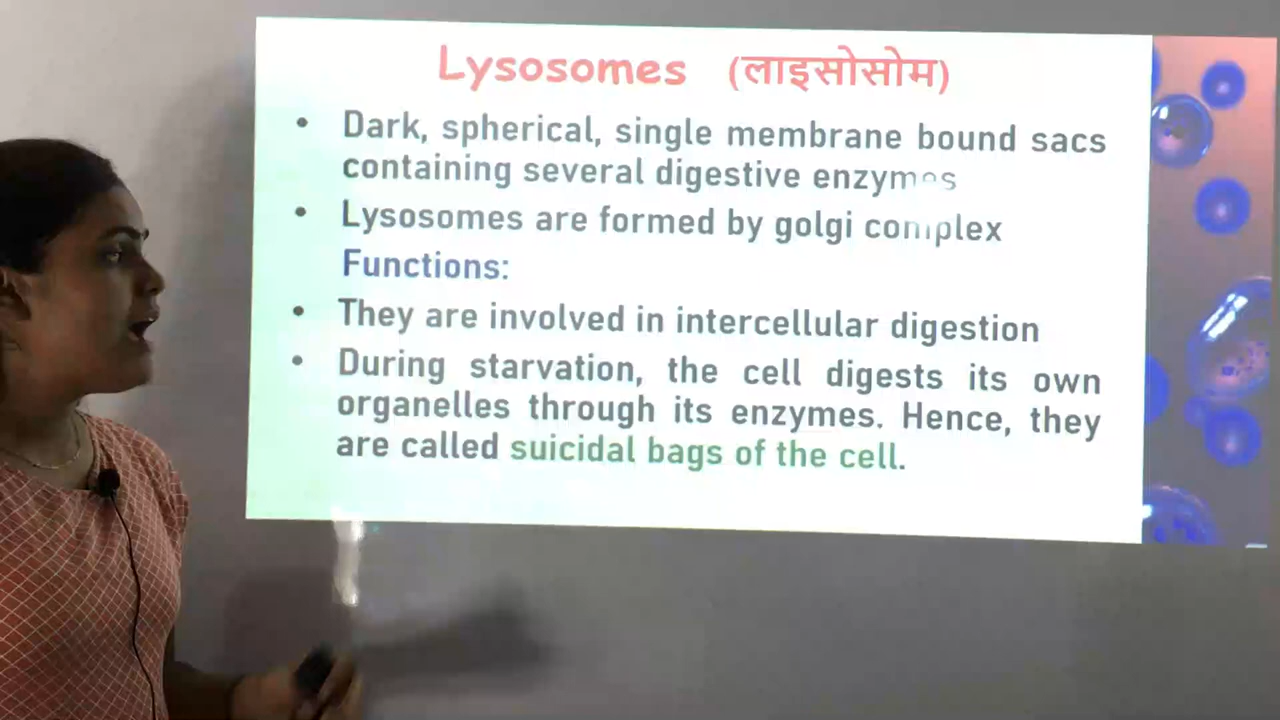 Lysosomes (लाइसोसोम)
• Dark, spherical, single membrane bound sacs
containing several digestive enzymes
• Lysosomes are formed by golgi complex
Functions:
• They are involved in intercellular digestion
• During starvation, the cell digests its own
organelles through its enzymes. Hence, they
are called suicidal bags of the cell.